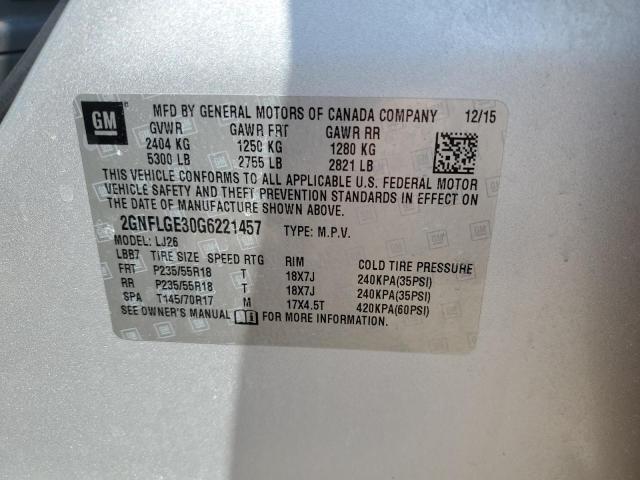 GM
MFD BY GENERAL MOTORS OF CANADA COMPANY 12/15
GVWR GAWR FRT GAWR RR
2404 KG 1250 KG 1280 KG
5300 LB 2755 LB 2821 LB
THIS VEHICLE CONFORMS TO ALL APPLICABLE U.S. FEDERAL MOTOR
VEHICLE SAFETY AND THEFT PREVENTION STANDARDS IN EFFECT ON
THE DATE OF MANUFACTURE SHOWN ABOVE.
2GNFLGE30G6221457 TYPE: M.P.V.
MODEL: LJ26
LBB7 TIRE SIZE SPEED RTG RIM COLD TIRE PRESSURE
FRT P235/55R18 T 18X7J 240KPA(35PSI)
RR P235/55R18 T 18X7J 240KPA(35PSI)
SPA T145/70R17 M 17X4.5T 420KPA(60PSI)
SEE OWNER'S MANUAL FOR MORE INFORMATION.